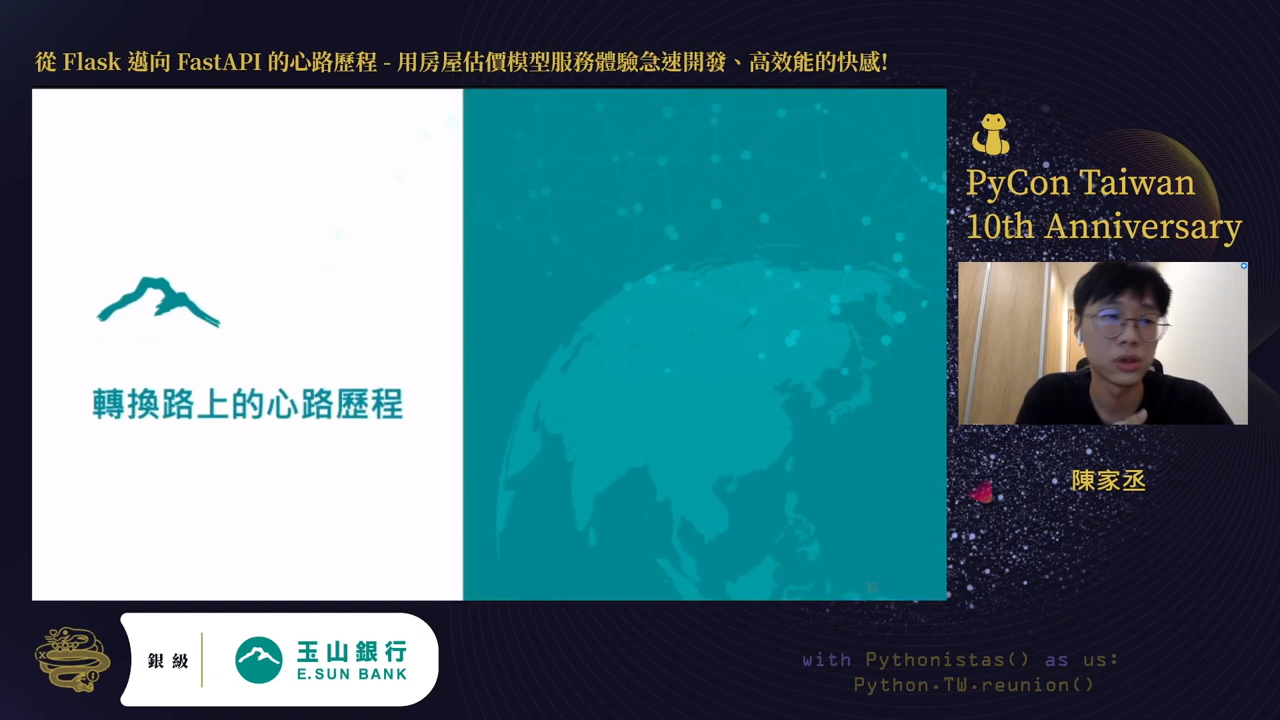 從 Flask 邁向 FastAPI 的心路歷程 - 用房屋估價模型服務體驗急速開發、高效能的快感!
轉換路上的心路歷程
PyCon Taiwan
10th Anniversary
陳家丞
銀級
玉山銀行
E.SUN BANK
with Pythonistas() as us:
Python.TW.reunion()